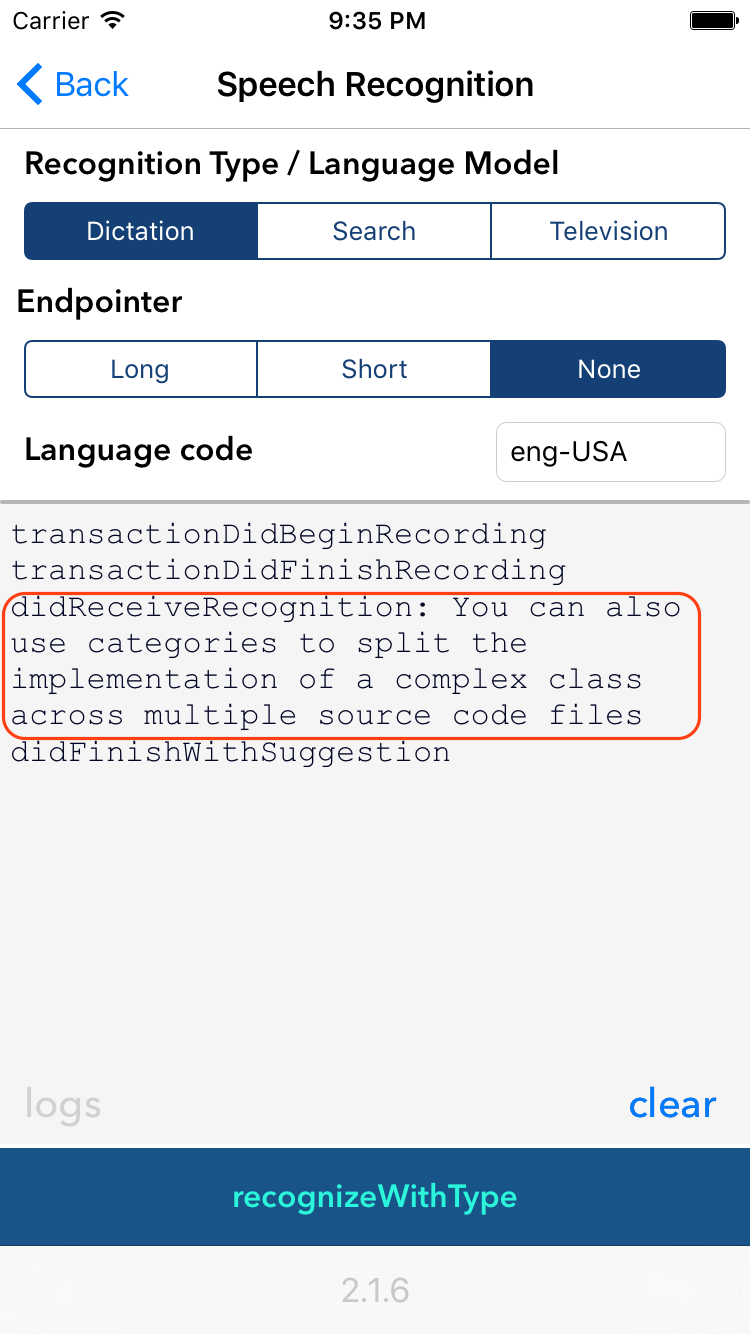 Carrier 9:35 PM
Back Speech Recognition
Recognition Type / Language Model
Dictation Search Television
Endpointer
Long Short None
Language code eng-USA
transactionDidBeginRecording
transactionDidFinishRecording
didReceiveRecognition: You can also
use categories to split the
implementation of a complex class
across multiple source code files
didFinishWithSuggestion
logs clear
recognizeWithType
2.1.6